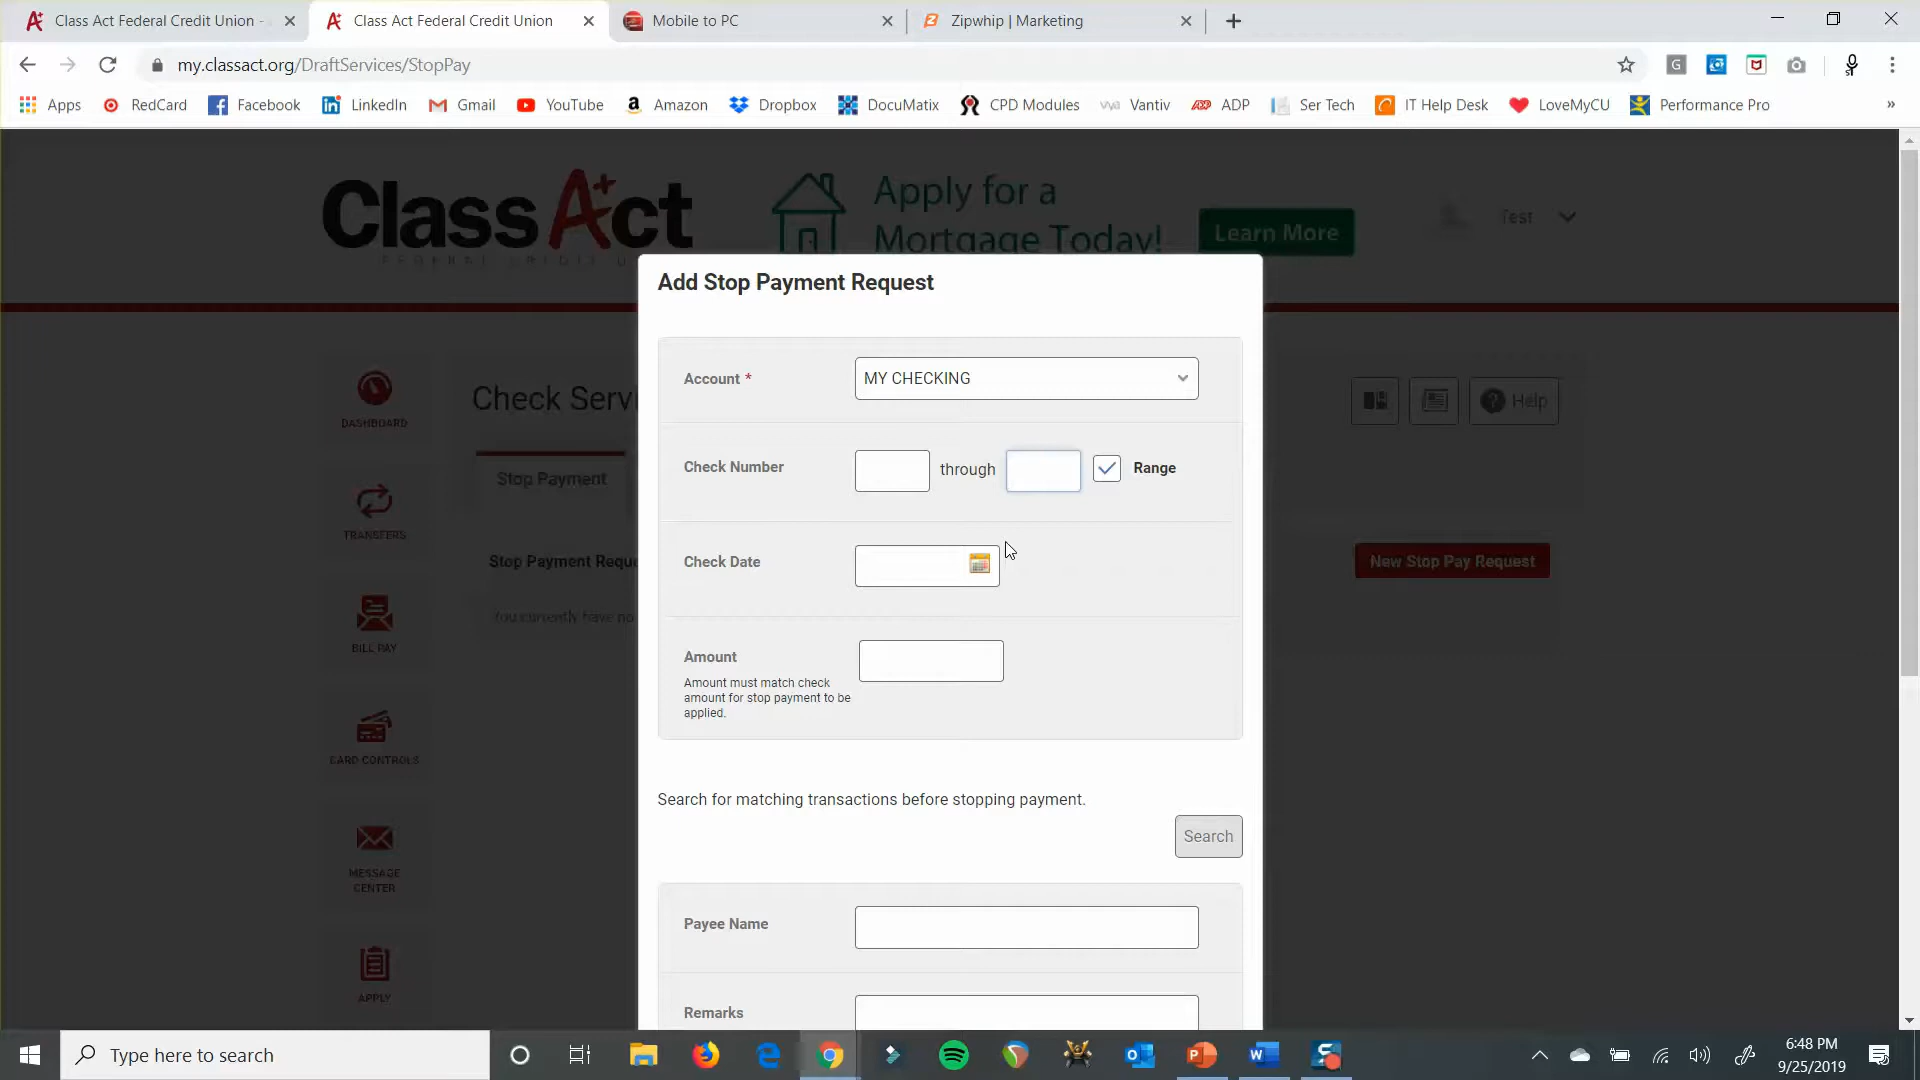 Class Act Federal Credit Union -
Class Act Federal Credit Union
Mobile to PC
Zipwhip | Marketing
my.classact.org/DraftServices/StopPay
Apps
RedCard
Facebook
LinkedIn
Gmail
YouTube
Amazon
Dropbox
DocuMatix
CPD Modules
Vantiv
ADP
Ser Tech
IT Help Desk
LoveMyCU
Performance Pro
»
Class Act
Apply for a
Mortgage Today!
Learn More
Test
Add Stop Payment Request
Account *
MY CHECKING
Check Number
through
Range
Check Date
Amount
Amount must match check
amount for stop payment to be
applied.
Search for matching transactions before stopping payment.
Search
Payee Name
Remarks
DASHBOARD
TRANSFERS
BILL PAY
CARD CONTROLS
MESSAGE
CENTER
APPLY
Check Servi
Stop Payment
Stop Payment Reque
You currently have no
Help
New Stop Pay Request
Type here to search
6:48 PM
9/25/2019